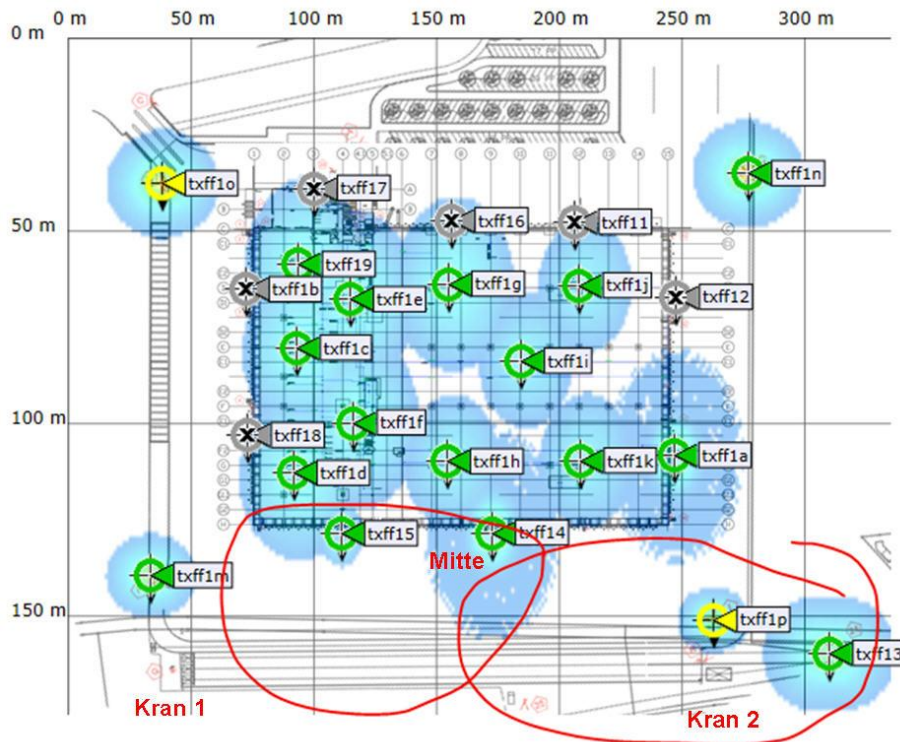 0 m 50 m 100 m 150 m 200 m 250 m 300 m
0 m
txff1n
txff1o
txff17
txff16
txff11
50 m
txff19
txff1g
txff1j
txff1b
txff1e
txff12
txff1c
txff1i
100 m
txff1f
txff18
txff1a
txff1h
txff1k
txff1d
txff15
txff14
Mitte
txff1m
150 m
txff1p
txff13
Kran 1
Kran 2